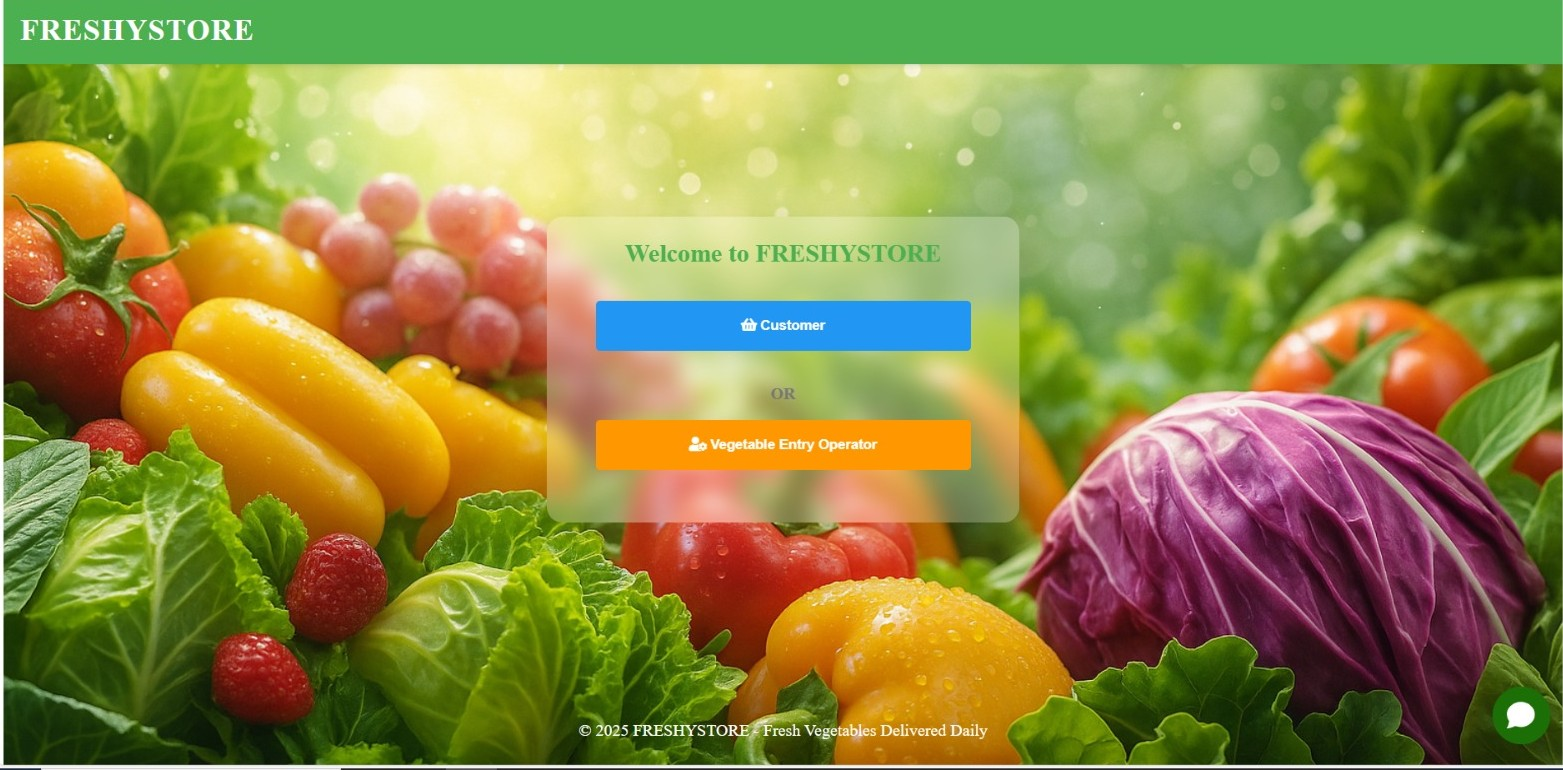 FRESHYSTORE
Welcome to FRESHYSTORE
Customer
OR
Vegetable Entry Operator
© 2025 FRESHYSTORE - Fresh Vegetables Delivered Daily